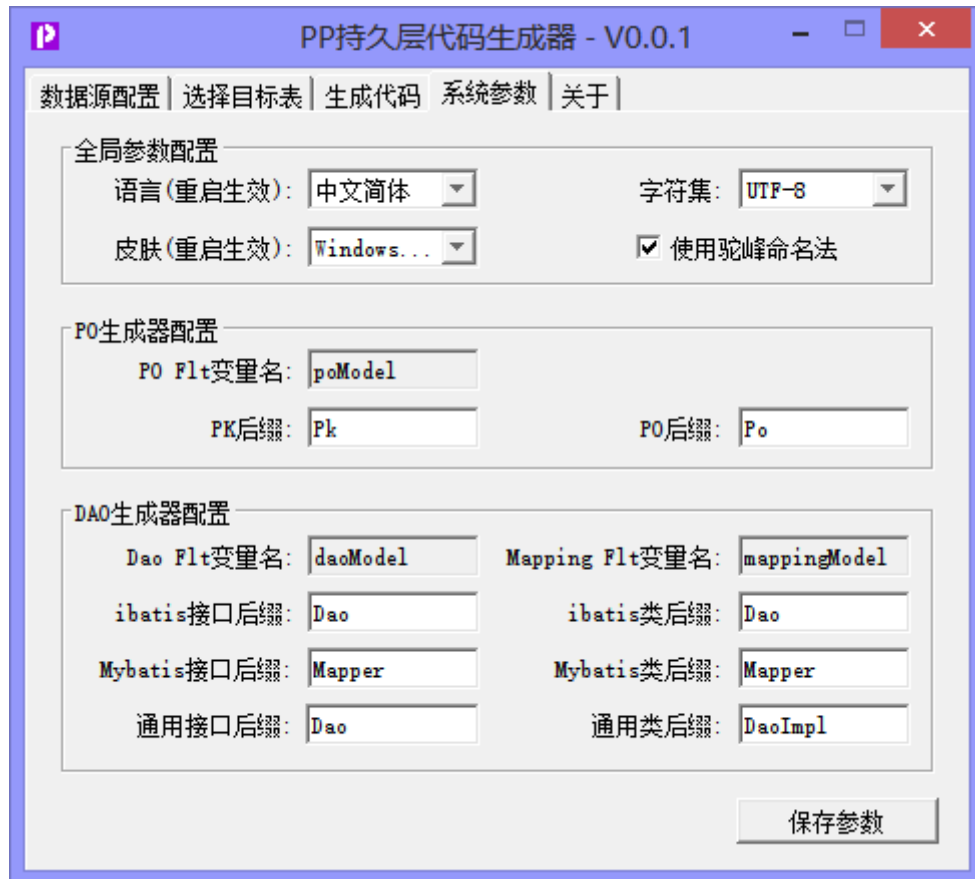 PP持久层代码生成器 - V0.0.1
数据源配置 选择目标表 生成代码 系统参数 关于
全局参数配置
语言(重启生效): 中文简体 字符集: UTF-8
皮肤(重启生效): Windows... 使用驼峰命名法
PO生成器配置
PO Flt变量名: poModel
PK后缀: Pk PO后缀: Po
DAO生成器配置
Dao Flt变量名: daoModel Mapping Flt变量名: mappingModel
ibatis接口后缀: Dao ibatis类后缀: Dao
Mybatis接口后缀: Mapper Mybatis类后缀: Mapper
通用接口后缀: Dao 通用类后缀: DaoImpl
保存参数